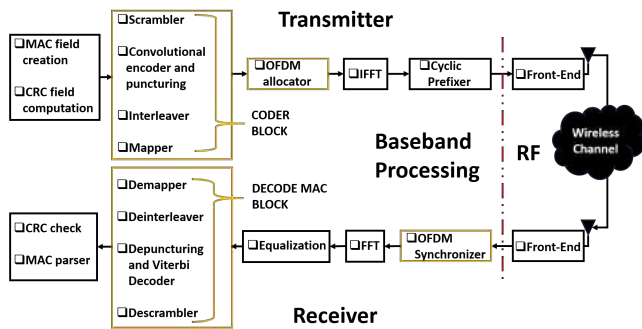 Transmitter
❑MAC field
creation
❑CRC field
computation
❑Scrambler
❑Convolutional
encoder and
puncturing
❑Interleaver
❑Mapper
CODER
BLOCK
❑OFDM
allocator
❑IFFT
❑Cyclic
Prefixer
❑Front-End
Wireless
Channel
Baseband
Processing
RF
❑Demapper
❑Deinterleaver
❑Depuncturing
and Viterbi
Decoder
❑Descrambler
DECODE MAC
BLOCK
❑CRC check
❑MAC parser
❑Equalization
❑FFT
❑OFDM
Synchronizer
❑Front-End
Receiver